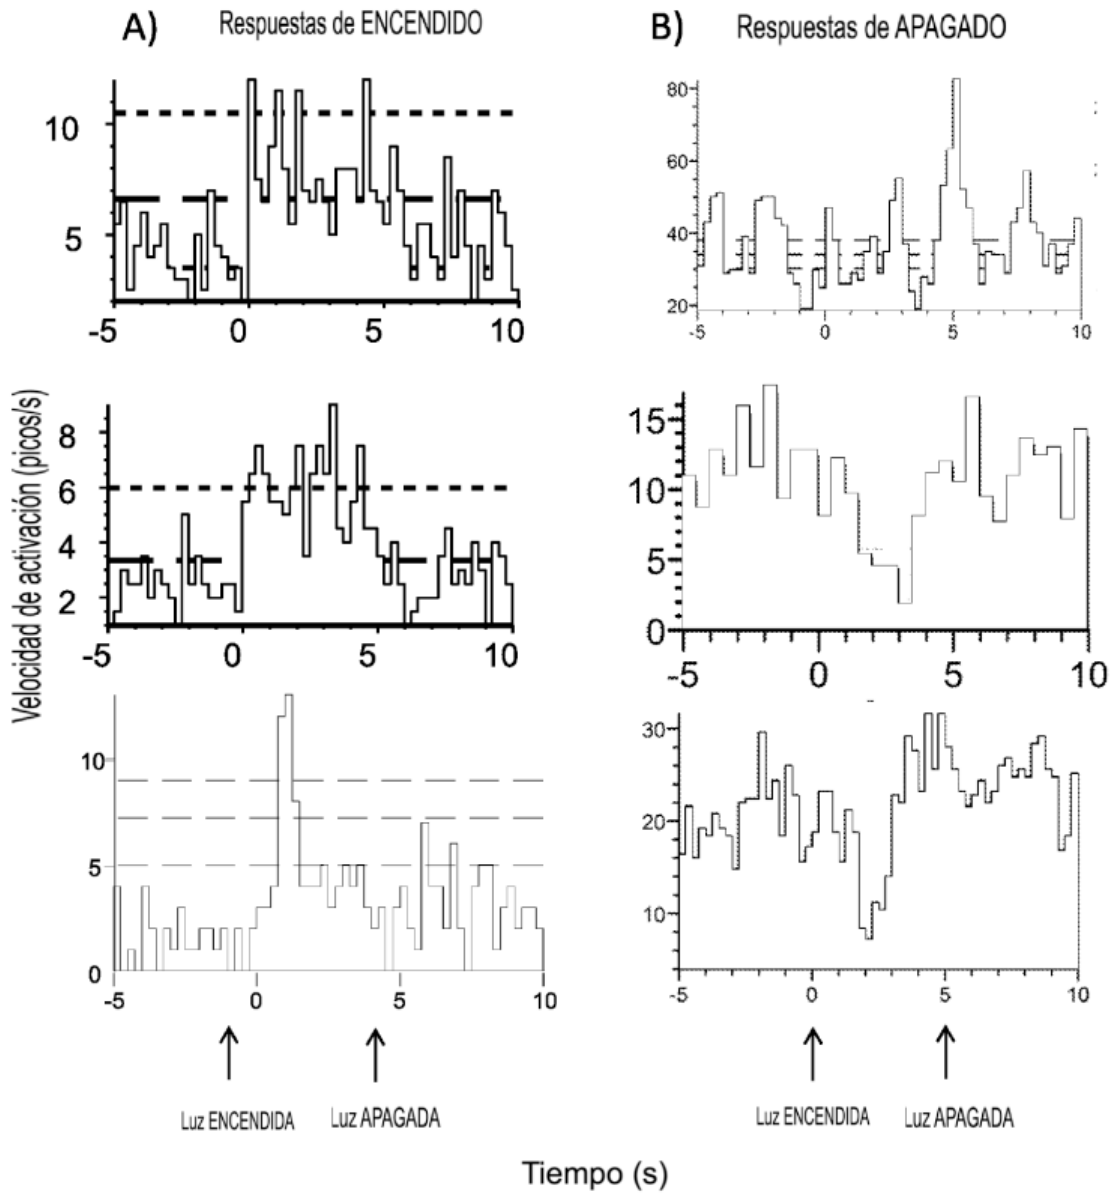 A) Respuestas de ENCENDIDO
B) Respuestas de APAGADO
Velocidad de activación (picos/s)
10
5
-5 0 5 10
80
60
40
20
-5 0 5 10
8
6
4
2
-5 0 5 10
15
10
5
0
-5 0 5 10
10
5
0
-5 0 5 10
30
20
10
-5 0 5 10
Luz ENCENDIDA Luz APAGADA
Luz ENCENDIDA Luz APAGADA
Tiempo (s)